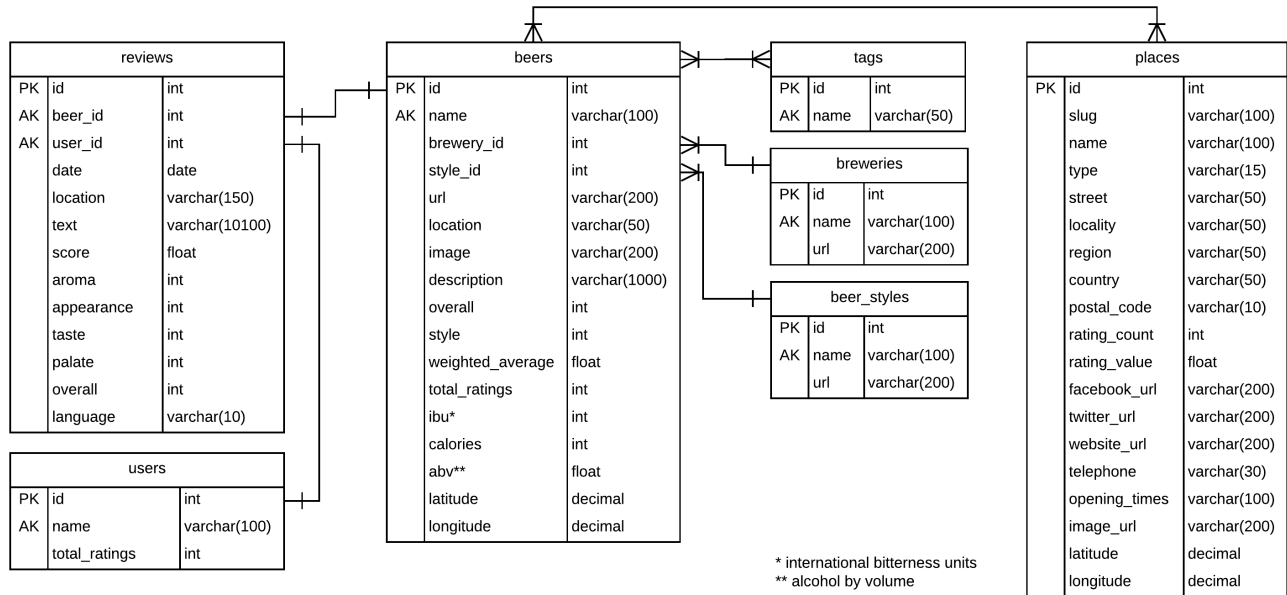 reviews
PK id int
AK beer_id int
AK user_id int
date date
location varchar(150)
text varchar(10100)
score float
aroma int
appearance int
taste int
palate int
overall int
language varchar(10)
users
PK id int
AK name varchar(100)
total_ratings int
beers
PK id int
AK name varchar(100)
brewery_id int
style_id int
url varchar(200)
location varchar(50)
image varchar(200)
description varchar(1000)
overall int
style int
weighted_average float
total_ratings int
ibu* int
calories int
abv** float
latitude decimal
longitude decimal
tags
PK id int
AK name varchar(50)
breweries
PK id int
AK name varchar(100)
url varchar(200)
beer_styles
PK id int
AK name varchar(100)
url varchar(200)
* international bitterness units
** alcohol by volume
places
PK id int
slug varchar(100)
name varchar(100)
type varchar(15)
street varchar(50)
locality varchar(50)
region varchar(50)
country varchar(50)
postal_code varchar(10)
rating_count int
rating_value float
facebook_url varchar(200)
twitter_url varchar(200)
website_url varchar(200)
telephone varchar(30)
opening_times varchar(100)
image_url varchar(200)
latitude decimal
longitude decimal